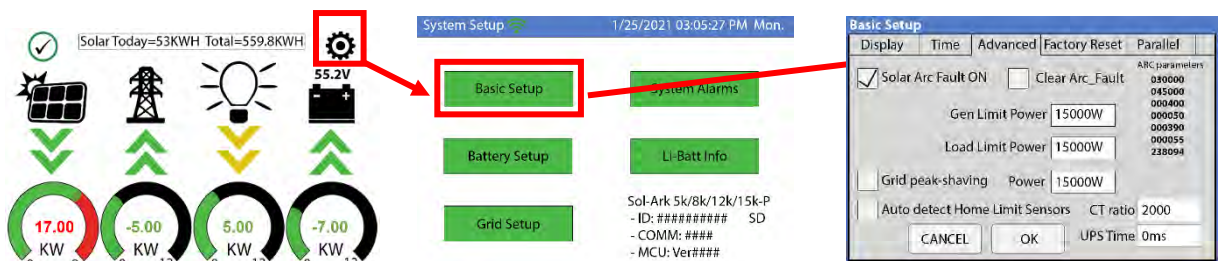 Solar Today=53KWH Total=559.8KWH
55.2V
- +
17.00
KW
-5.00
KW
5.00
KW
-7.00
KW
System Setup
1/25/2021 03:05:27 PM Mon.
Basic Setup
System Alarms
Battery Setup
Li-Batt Info
Grid Setup
Sol-Ark 5k/8k/12k/15k-P
- ID: ########## SD
- COMM: ####
- MCU: Ver####
Basic Setup
Display Time Advanced Factory Reset Parallel
Solar Arc Fault ON
Clear Arc_Fault
Gen Limit Power 15000W
Load Limit Power 15000W
Grid peak-shaving Power 15000W
Auto detect Home Limit Sensors CT ratio 2000
CANCEL OK UPS Time 0ms
ARC parameters
030000
045000
000400
000050
000390
000055
238094